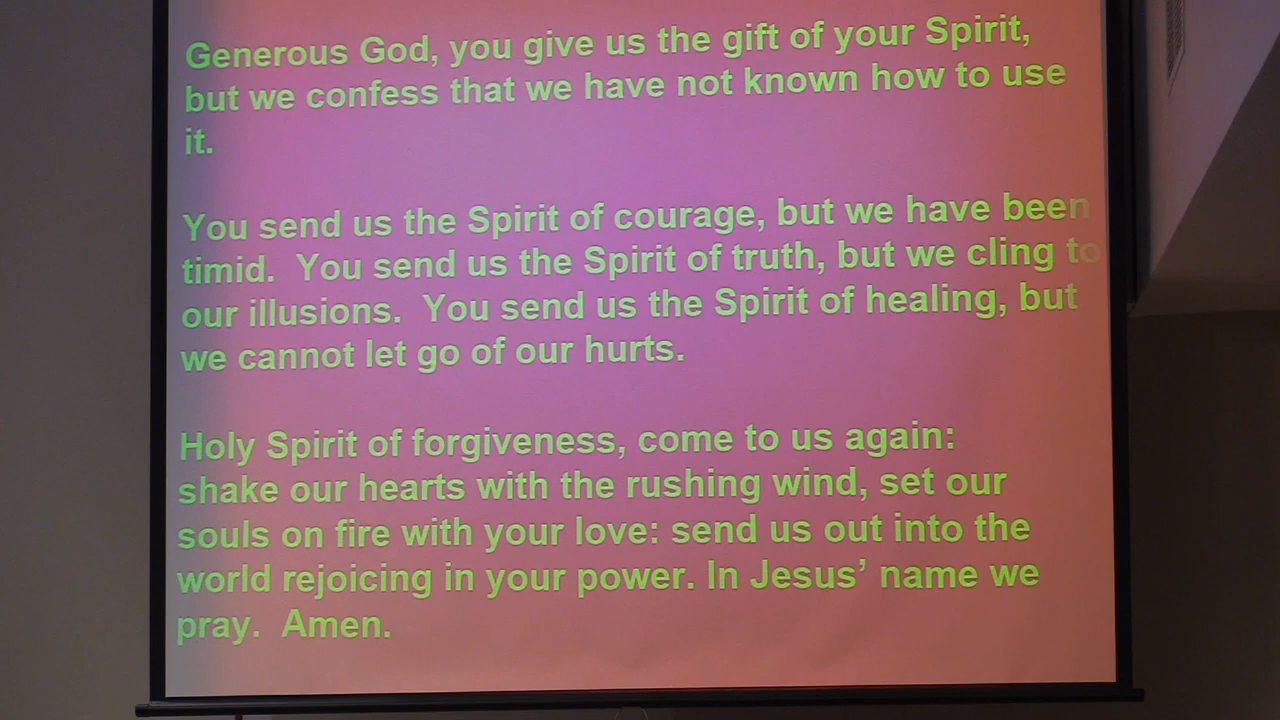 Generous God, you give us the gift of your Spirit,
but we confess that we have not known how to use
it.
You send us the Spirit of courage, but we have been
timid.  You send us the Spirit of truth, but we cling to
our illusions.  You send us the Spirit of healing, but
we cannot let go of our hurts.
Holy Spirit of forgiveness, come to us again:
shake our hearts with the rushing wind, set our
souls on fire with your love: send us out into the
world rejoicing in your power. In Jesus’ name we
pray.  Amen.